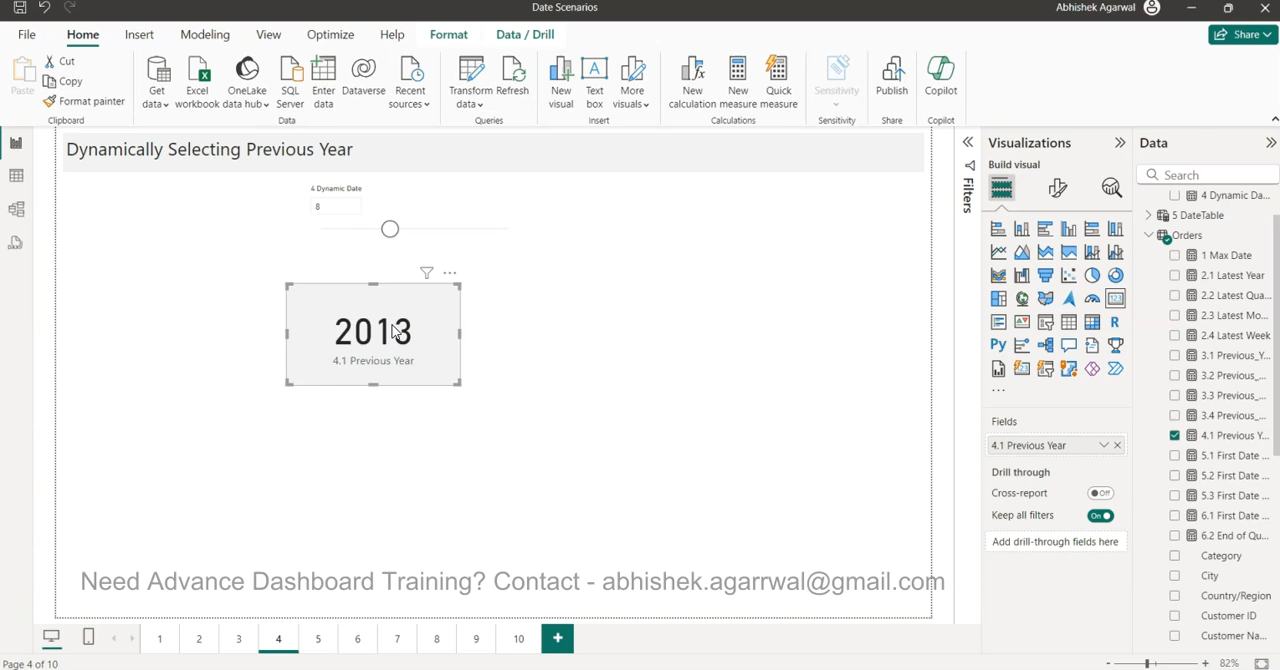 Date Scenarios
Abhishek Agarwal
File
Home
Insert
Modeling
View
Optimize
Help
Format
Data / Drill
Share
Paste
Cut
Copy
Format painter
Clipboard
Get data
Excel workbook
OneLake data hub
SQL Server
Enter data
Dataverse
Recent sources
Data
Transform data
Refresh
Queries
New visual
Text box
More visuals
Insert
New calculation
New measure
Quick measure
Calculations
Sensitivity
Sensitivity
Publish
Share
Copilot
Copilot
Dynamically Selecting Previous Year
4 Dynamic Date
8
2013
4.1 Previous Year
Need Advance Dashboard Training? Contact - abhishek.agarrwal@gmail.com
Filters
Visualizations
Build visual
Py
R
123
Fields
4.1 Previous Year
Drill through
Cross-report
Off
Keep all filters
On
Add drill-through fields here
Data
Search
4 Dynamic Da...
5 DateTable
Orders
1 Max Date
2.1 Latest Year
2.2 Latest Qua...
2.3 Latest Mo...
2.4 Latest Week
3.1 Previous_Y...
3.2 Previous_...
3.3 Previous_...
3.4 Previous_...
4.1 Previous Y...
5.1 First Date ...
5.2 First Date ...
5.3 First Date ...
6.1 First Date ...
6.2 End of Qu...
Category
City
Country/Region
Customer ID
Customer Na...
1
2
3
4
5
6
7
8
9
10
+
Page 4 of 10
- + 82%